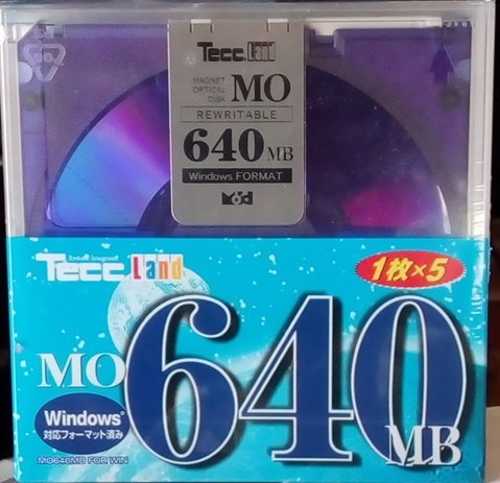 Tecc Land
MAGNET
OPTICAL
DISK
MO
REWRITABLE
640 MB
Windows FORMAT
Tecc Land
1枚×5
MO
640
MB
Windows®
対応フォーマット済み
MO640MB FOR WIN